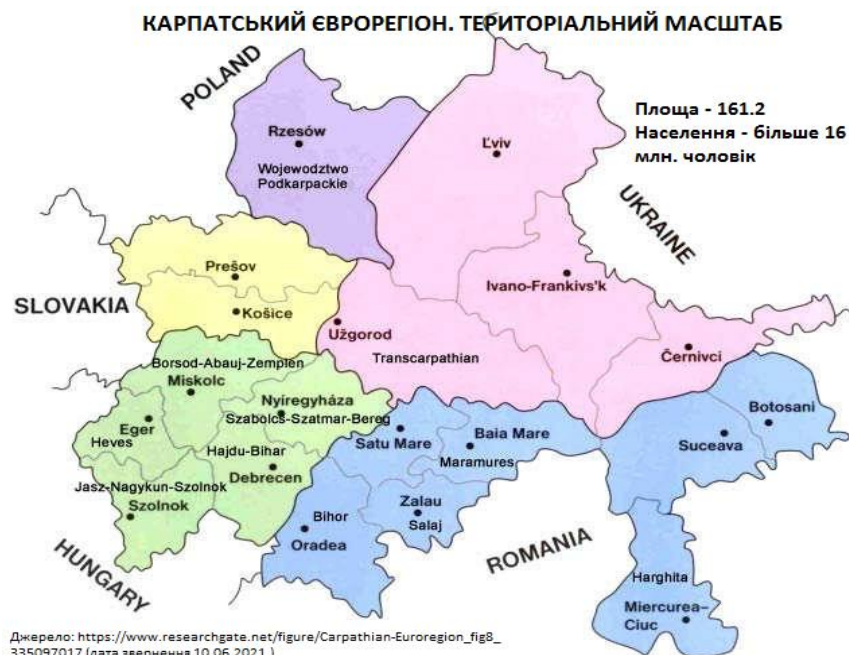 КАРПАТСЬКИЙ ЄВРОРЕГІОН. ТЕРИТОРІАЛЬНИЙ МАСШТАБ
POLAND
Rzesów
Wojewodztwo
Podkarpackie
Ľviv
Площа - 161.2
Населення - більше 16
млн. чоловік
UKRAINE
Prešov
SLOVAKIA
Košice
Ivano-Frankivs'k
Užgorod
Transcarpathian
Černivci
Borsod-Abauj-Zemplen
Miskolc
Nyíregyháza
Szabolcs-Szatmar-Bereg
Eger
Heves
Hajdu-Bihar
Debrecen
Jasz-Nagykun-Szolnok
Szolnok
HUNGARY
Satu Mare
Baia Mare
Maramures
Botosani
Suceava
Zalau
Salaj
Bihor
Oradea
ROMANIA
Harghita
Miercurea–
Ciuc
Джерело: https://www.researchgate.net/figure/Carpathian-Euroregion_fig8_
335097017 (дата звернення 10.06.2021.)